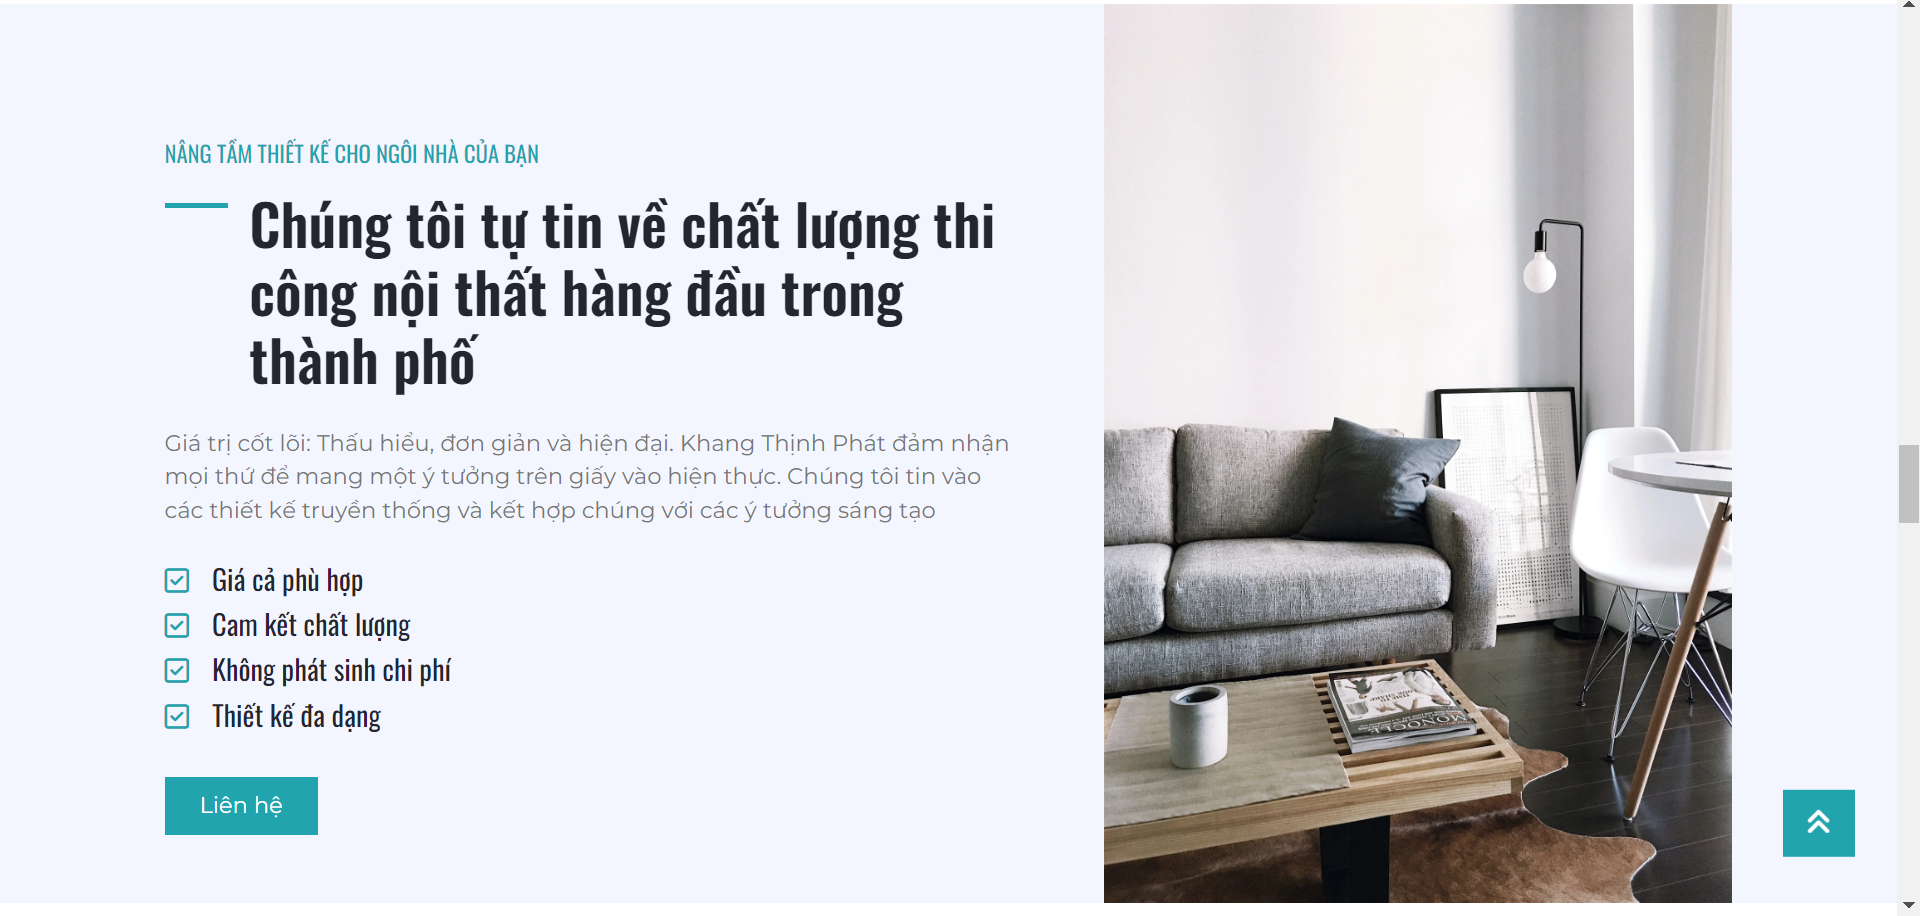 NÂNG TẦM THIẾT KẾ CHO NGÔI NHÀ CỦA BẠN
Chúng tôi tự tin về chất lượng thi
công nội thất hàng đầu trong
thành phố
Giá trị cốt lõi: Thấu hiểu, đơn giản và hiện đại. Khang Thịnh Phát đảm nhận
mọi thứ để mang một ý tưởng trên giấy vào hiện thực. Chúng tôi tin vào
các thiết kế truyền thống và kết hợp chúng với các ý tưởng sáng tạo
Giá cả phù hợp
Cam kết chất lượng
Không phát sinh chi phí
Thiết kế đa dạng
Liên hệ
MONOCLE